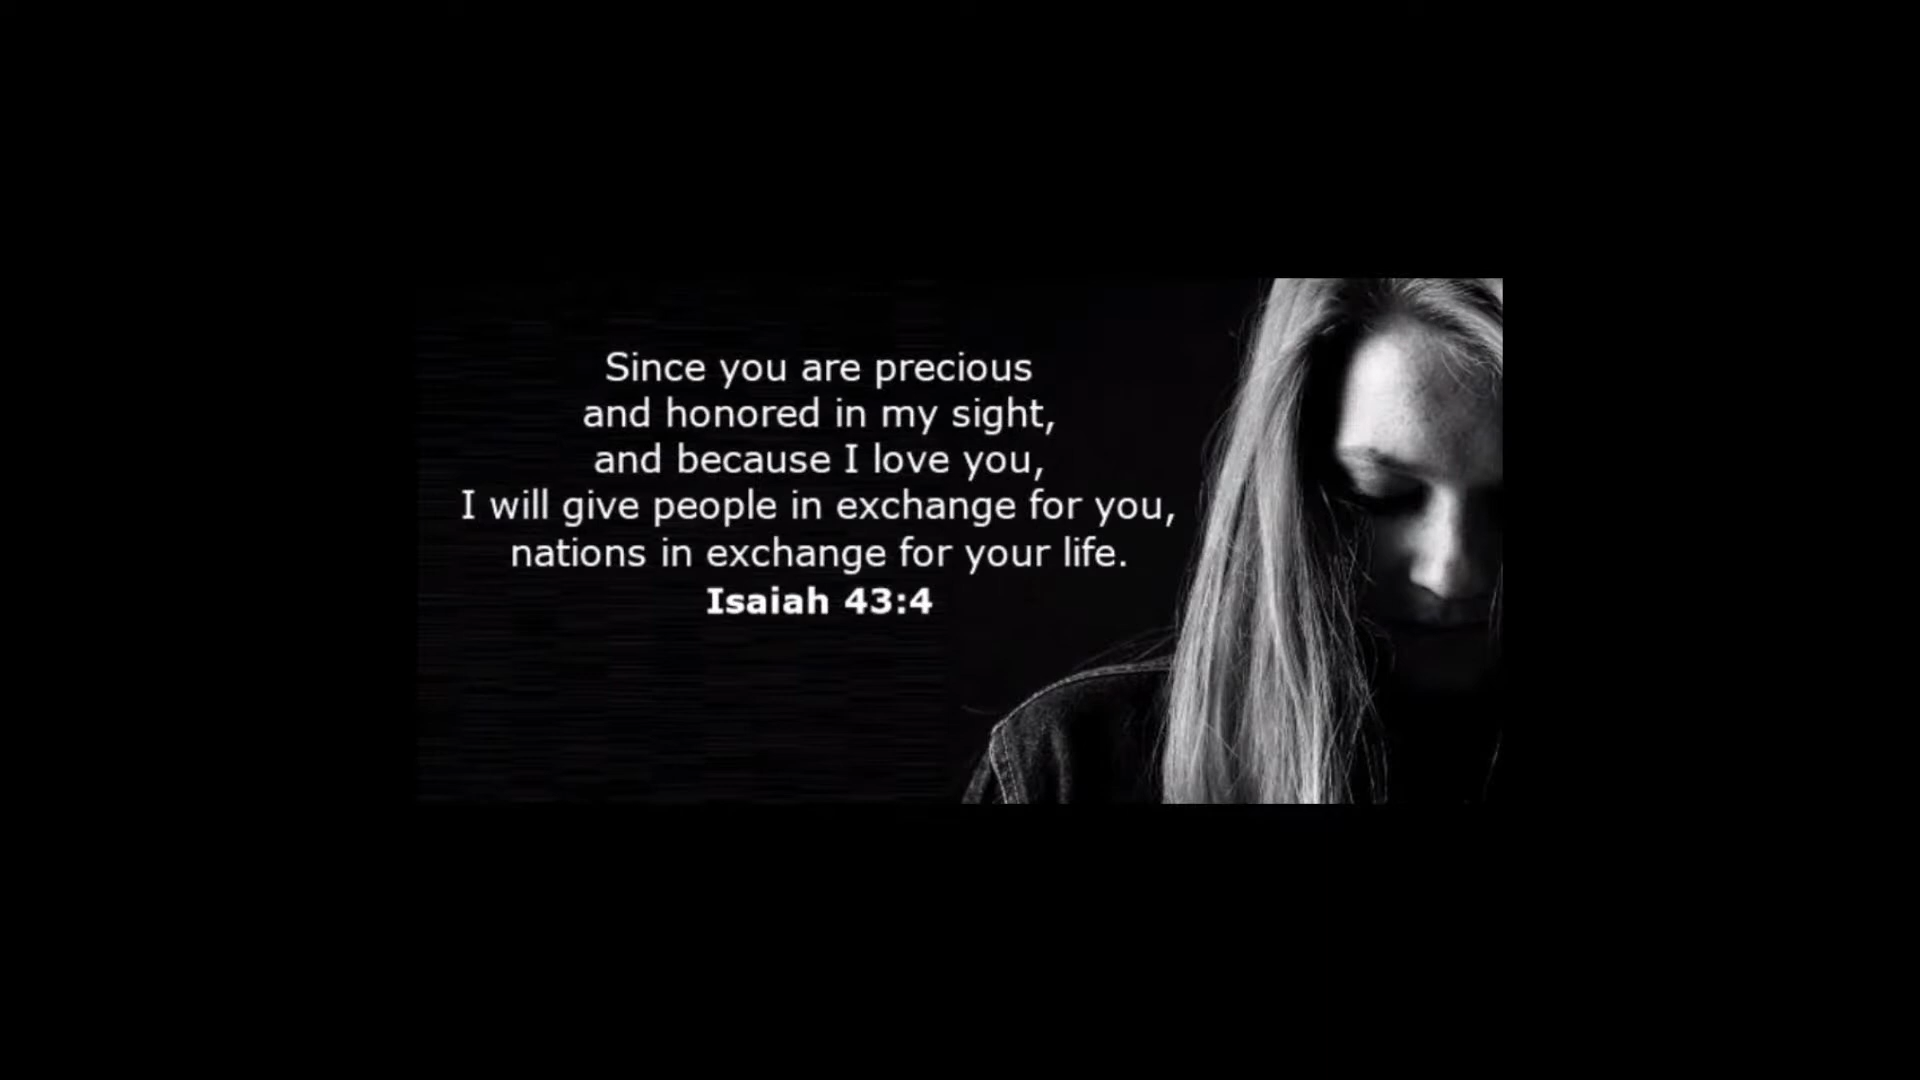 Since you are precious
and honored in my sight,
and because I love you,
I will give people in exchange for you,
nations in exchange for your life.
Isaiah 43:4